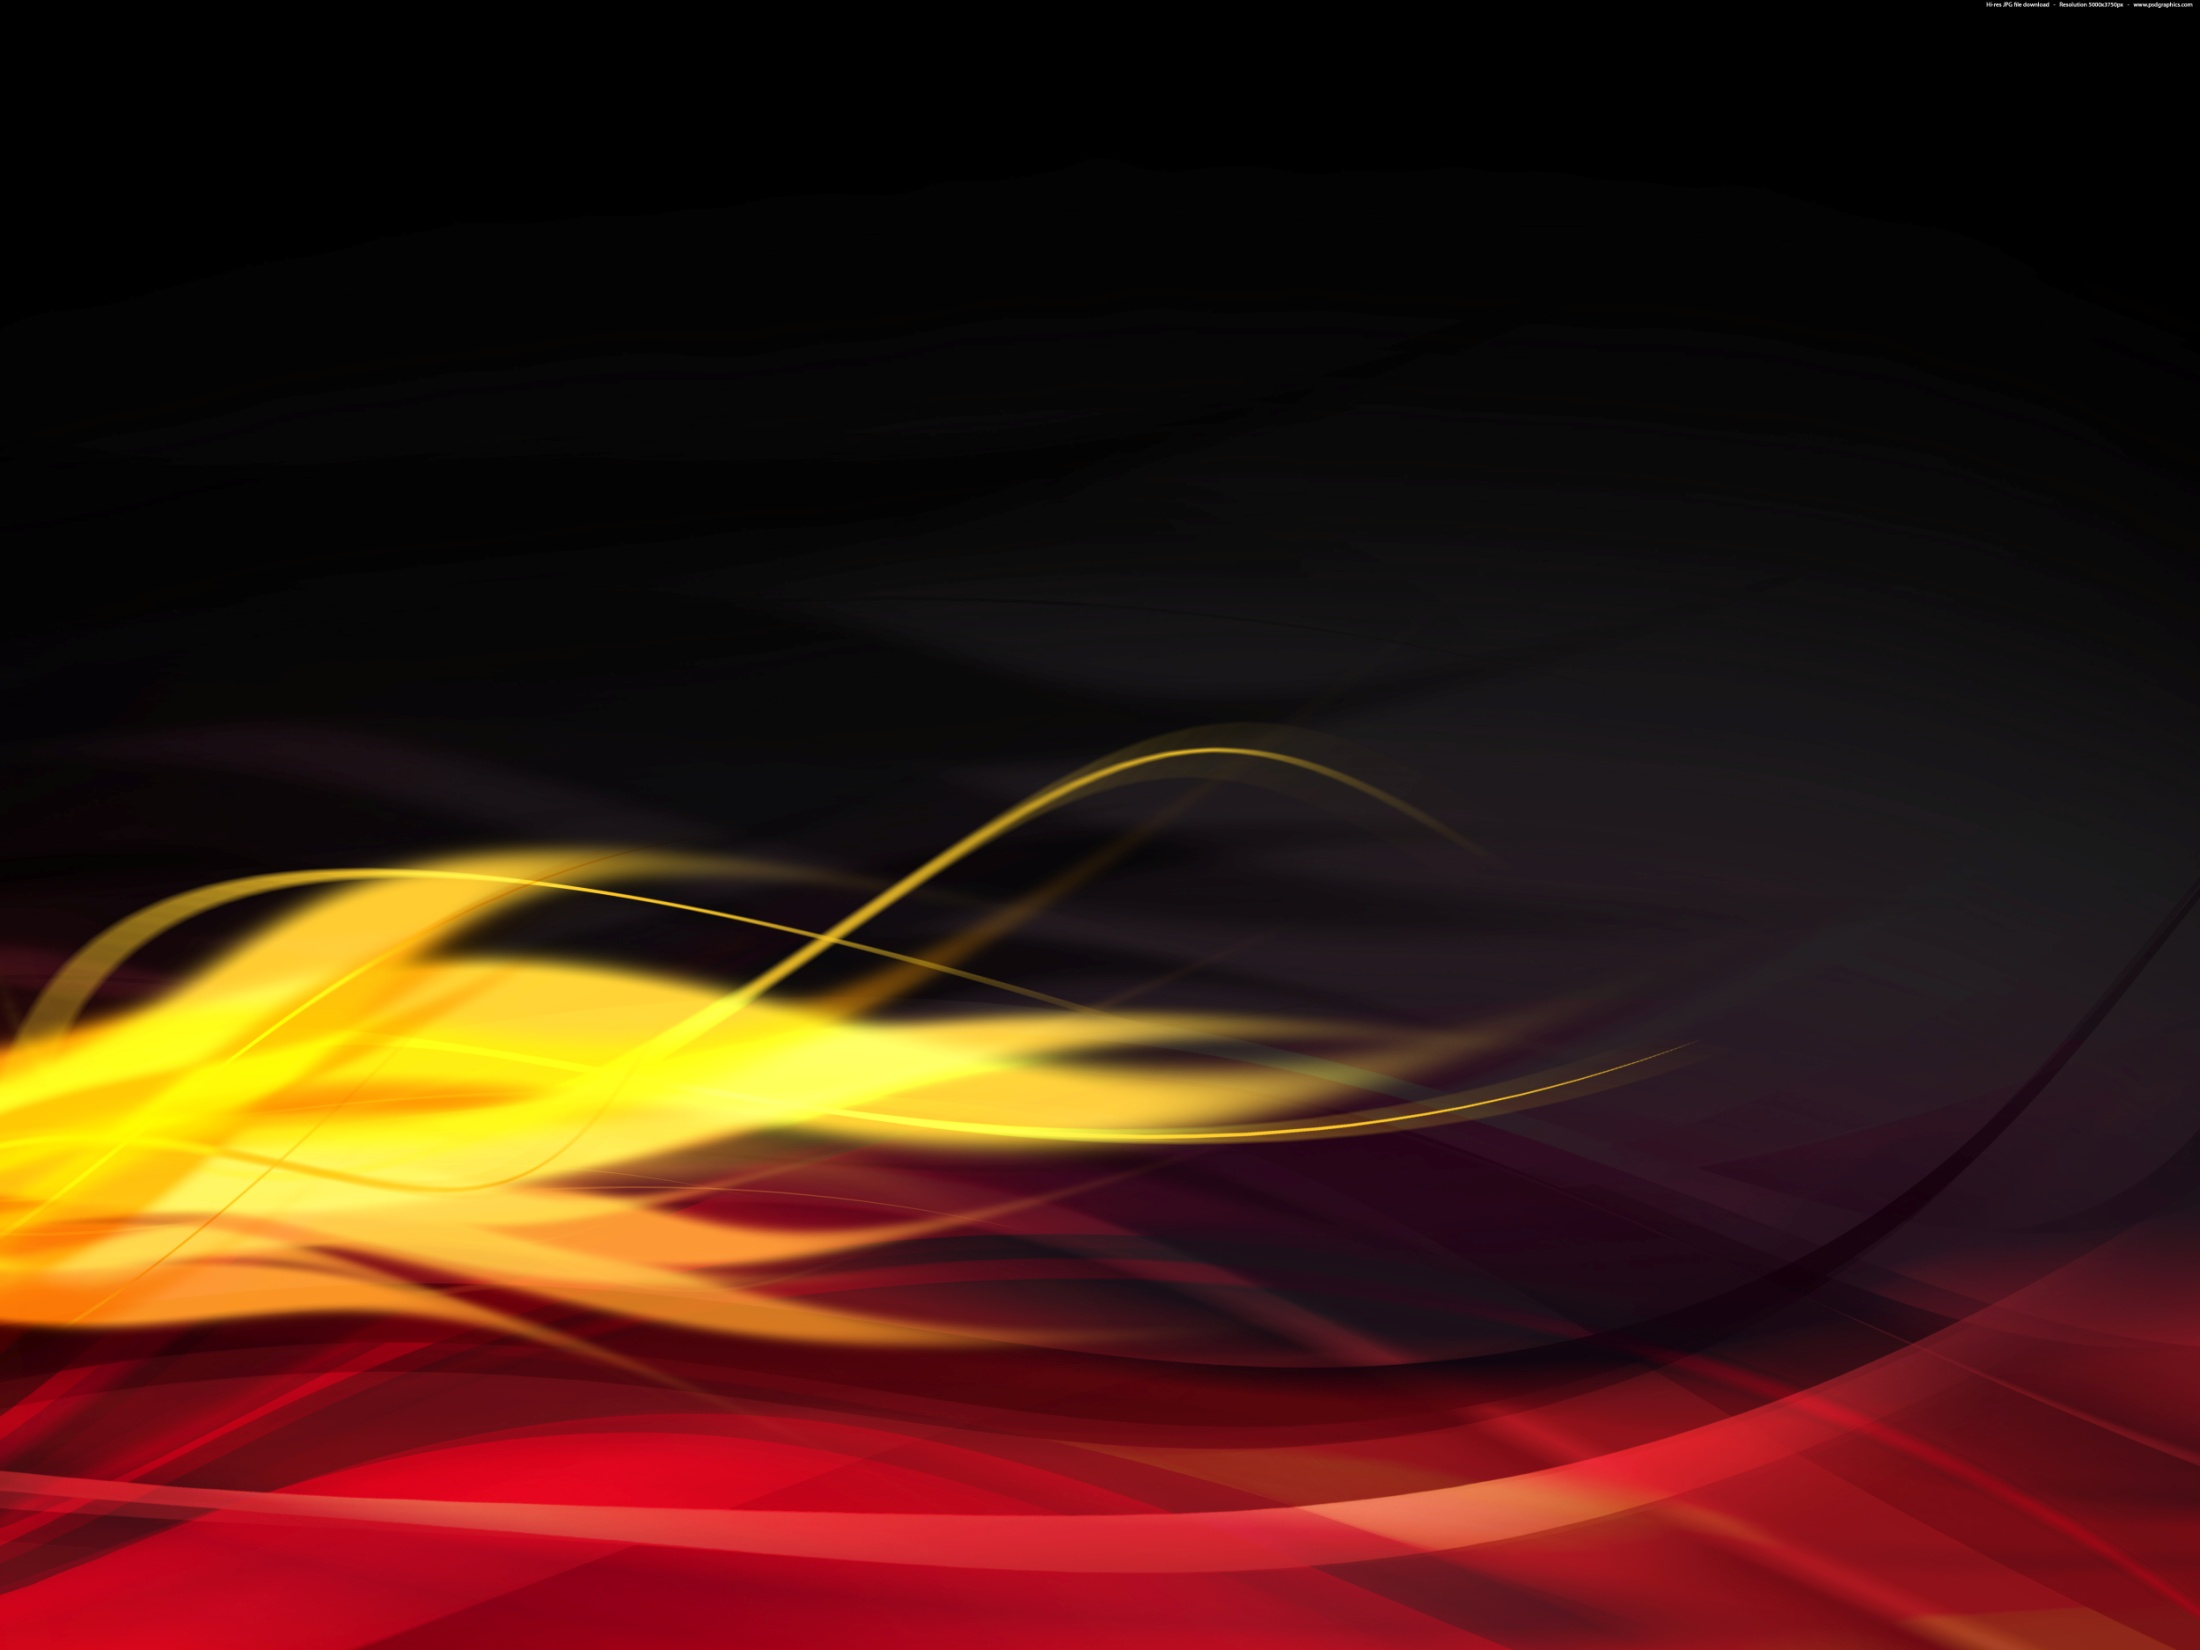 Hi-res JPG file download - Resolution 5000x3750px - www.psdgraphics.com